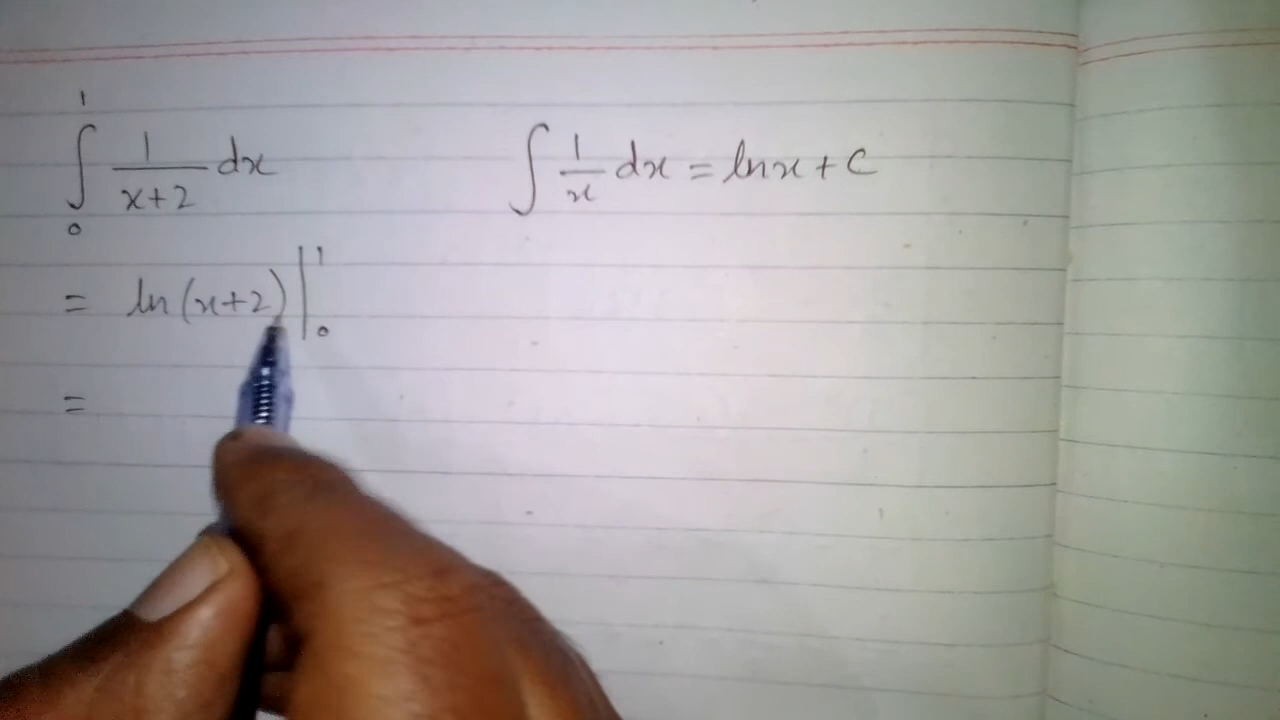 ∫₀¹ 1/(x+2) dx
∫ 1/x dx = ln x + C
= ln(x+2) |₀¹
=